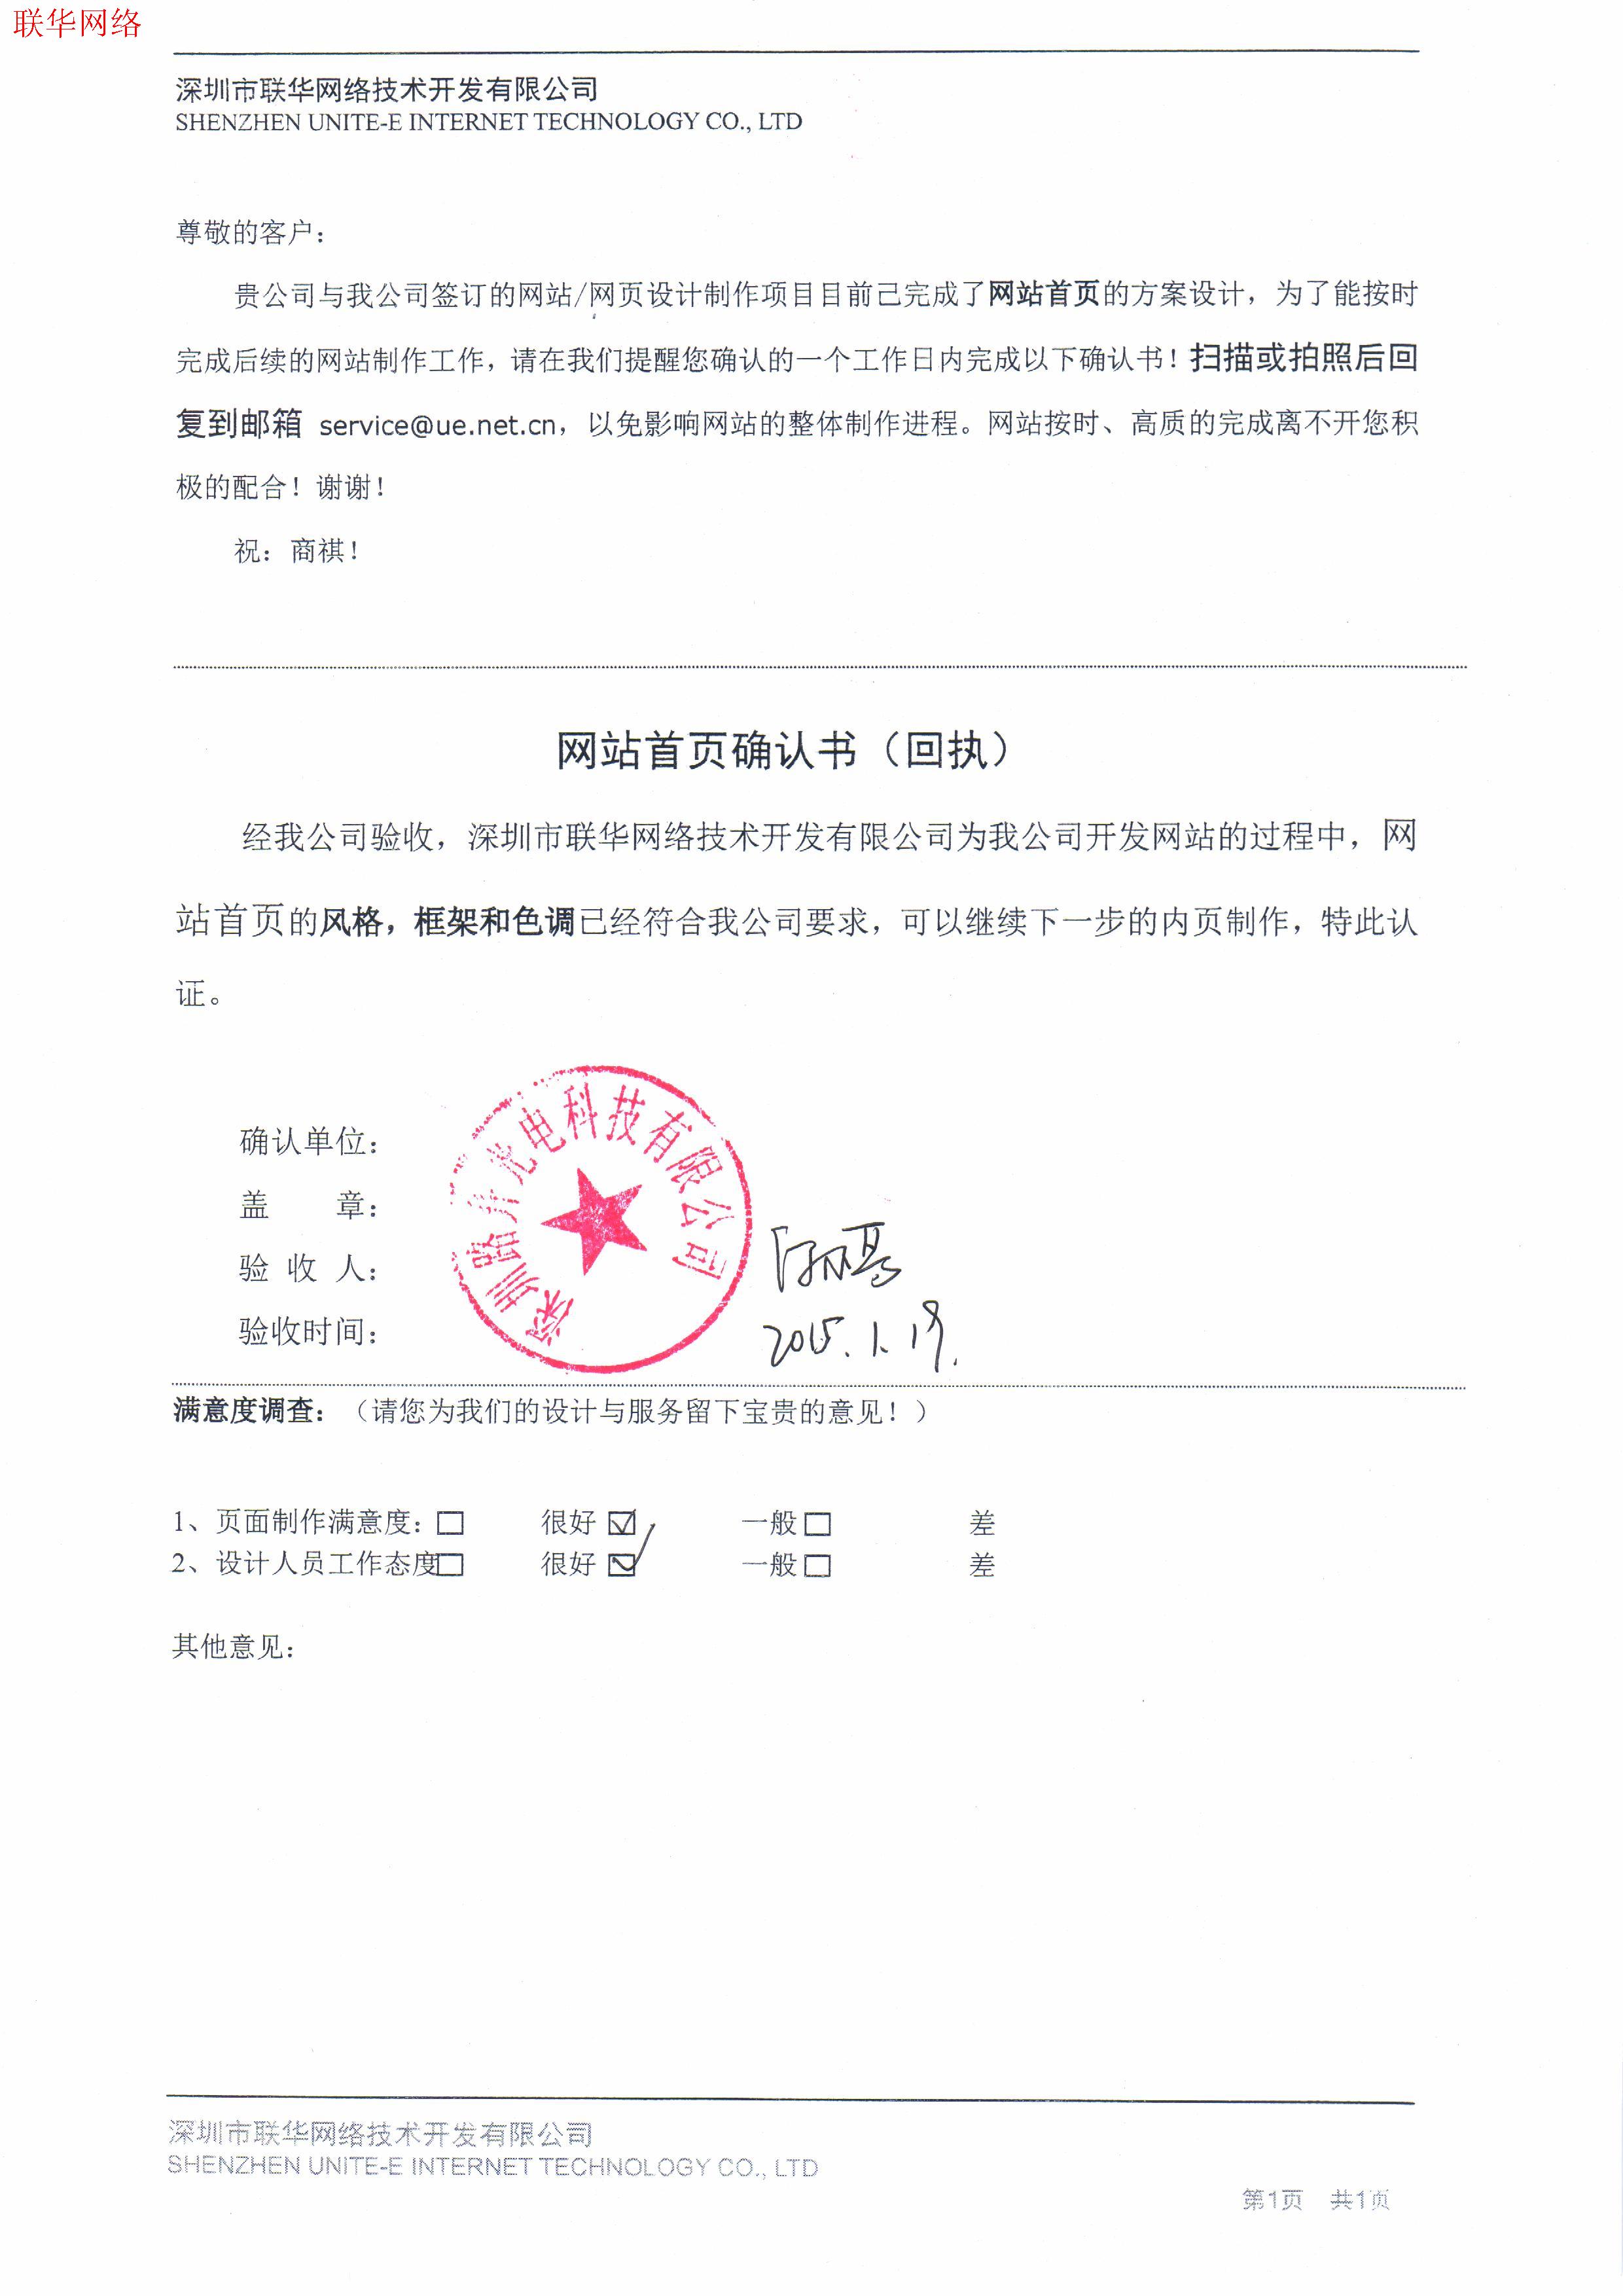 联华网络
深圳市联华网络技术开发有限公司
SHENZHEN UNITE-E INTERNET TECHNOLOGY CO., LTD
尊敬的客户：
贵公司与我公司签订的网站/网页设计制作项目目前已完成了网站首页的方案设计，为了能按时
完成后续的网站制作工作，请在我们提醒您确认的一个工作日内完成以下确认书！扫描或拍照后回
复到邮箱 service@ue.net.cn，以免影响网站的整体制作进程。网站按时、高质的完成离不开您积
极的配合！谢谢！
祝：商祺！
网站首页确认书（回执）
经我公司验收，深圳市联华网络技术开发有限公司为我公司开发网站的过程中，网
站首页的风格，框架和色调已经符合我公司要求，可以继续下一步的内页制作，特此认
证。
确认单位：
盖 章：
验 收 人：
验收时间：
光电科技有限公司
2015.1.19.
满意度调查：（请您为我们的设计与服务留下宝贵的意见！）
1、页面制作满意度：□ 很好 ☑ 一般 □ 差
2、设计人员工作态度□ 很好 ☑ 一般 □ 差
其他意见：
深圳市联华网络技术开发有限公司
SHENZHEN UNITE-E INTERNET TECHNOLOGY CO., LTD
第1页 共1页